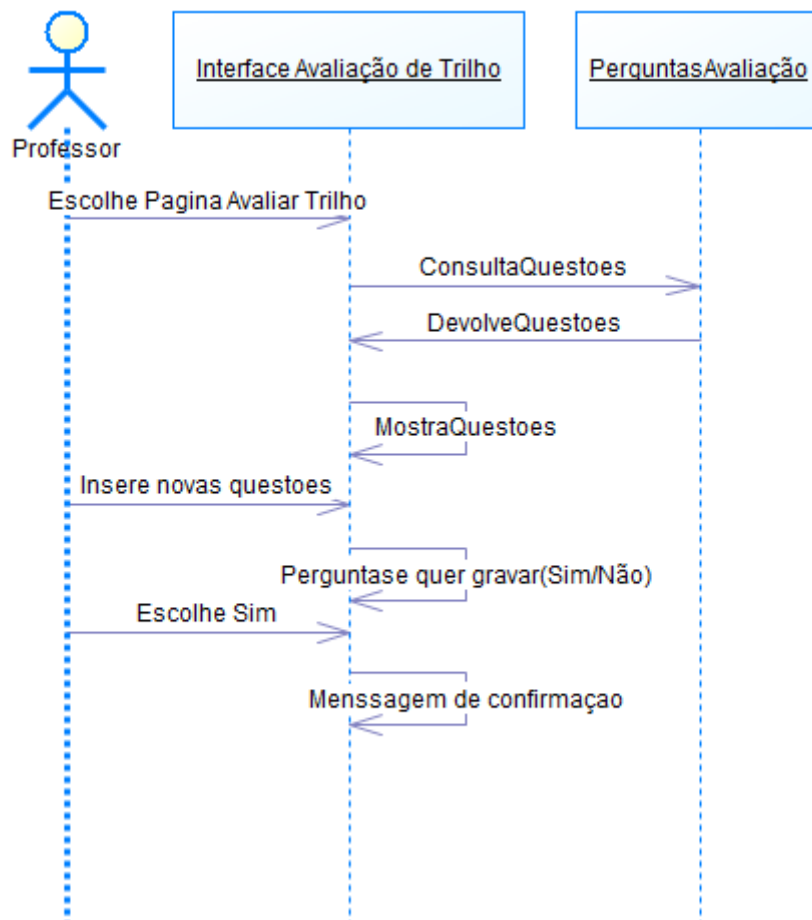 Interface Avaliação de Trilho
PerguntasAvaliação
Professor
Escolhe Pagina Avaliar Trilho
ConsultaQuestoes
DevolveQuestoes
MostraQuestoes
Insere novas questoes
Perguntase quer gravar(Sim/Não)
Escolhe Sim
Menssagem de confirmaçao